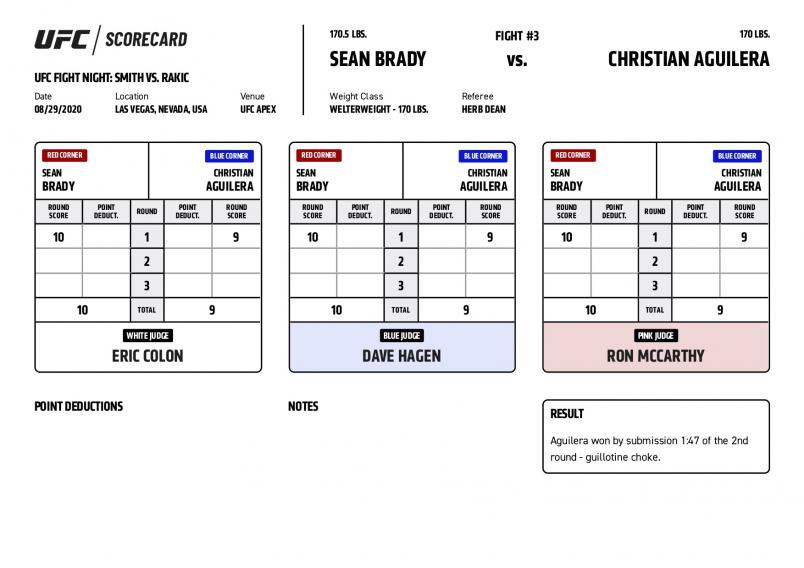 UFC SCORECARD
UFC FIGHT NIGHT: SMITH VS. RAKIC
Date Location Venue
08/29/2020 LAS VEGAS, NEVADA, USA UFC APEX
170.5 LBS. FIGHT #3 170 LBS.
SEAN BRADY VS. CHRISTIAN AGUILERA
Weight Class Referee
WELTERWEIGHT - 170 LBS. HERB DEAN
RED CORNER BLUE CORNER
SEAN CHRISTIAN
BRADY AGUILERA
ROUND SCORE POINT DEDUCT. ROUND POINT DEDUCT. ROUND SCORE
10 1 9
2
3
10 TOTAL 9
WHITE JUDGE
ERIC COLON
RED CORNER BLUE CORNER
SEAN CHRISTIAN
BRADY AGUILERA
ROUND SCORE POINT DEDUCT. ROUND POINT DEDUCT. ROUND SCORE
10 1 9
2
3
10 TOTAL 9
BLUE JUDGE
DAVE HAGEN
RED CORNER BLUE CORNER
SEAN CHRISTIAN
BRADY AGUILERA
ROUND SCORE POINT DEDUCT. ROUND POINT DEDUCT. ROUND SCORE
10 1 9
2
3
10 TOTAL 9
PINK JUDGE
RON MCCARTHY
POINT DEDUCTIONS
NOTES
RESULT
Aguilera won by submission 1:47 of the 2nd
round - guillotine choke.